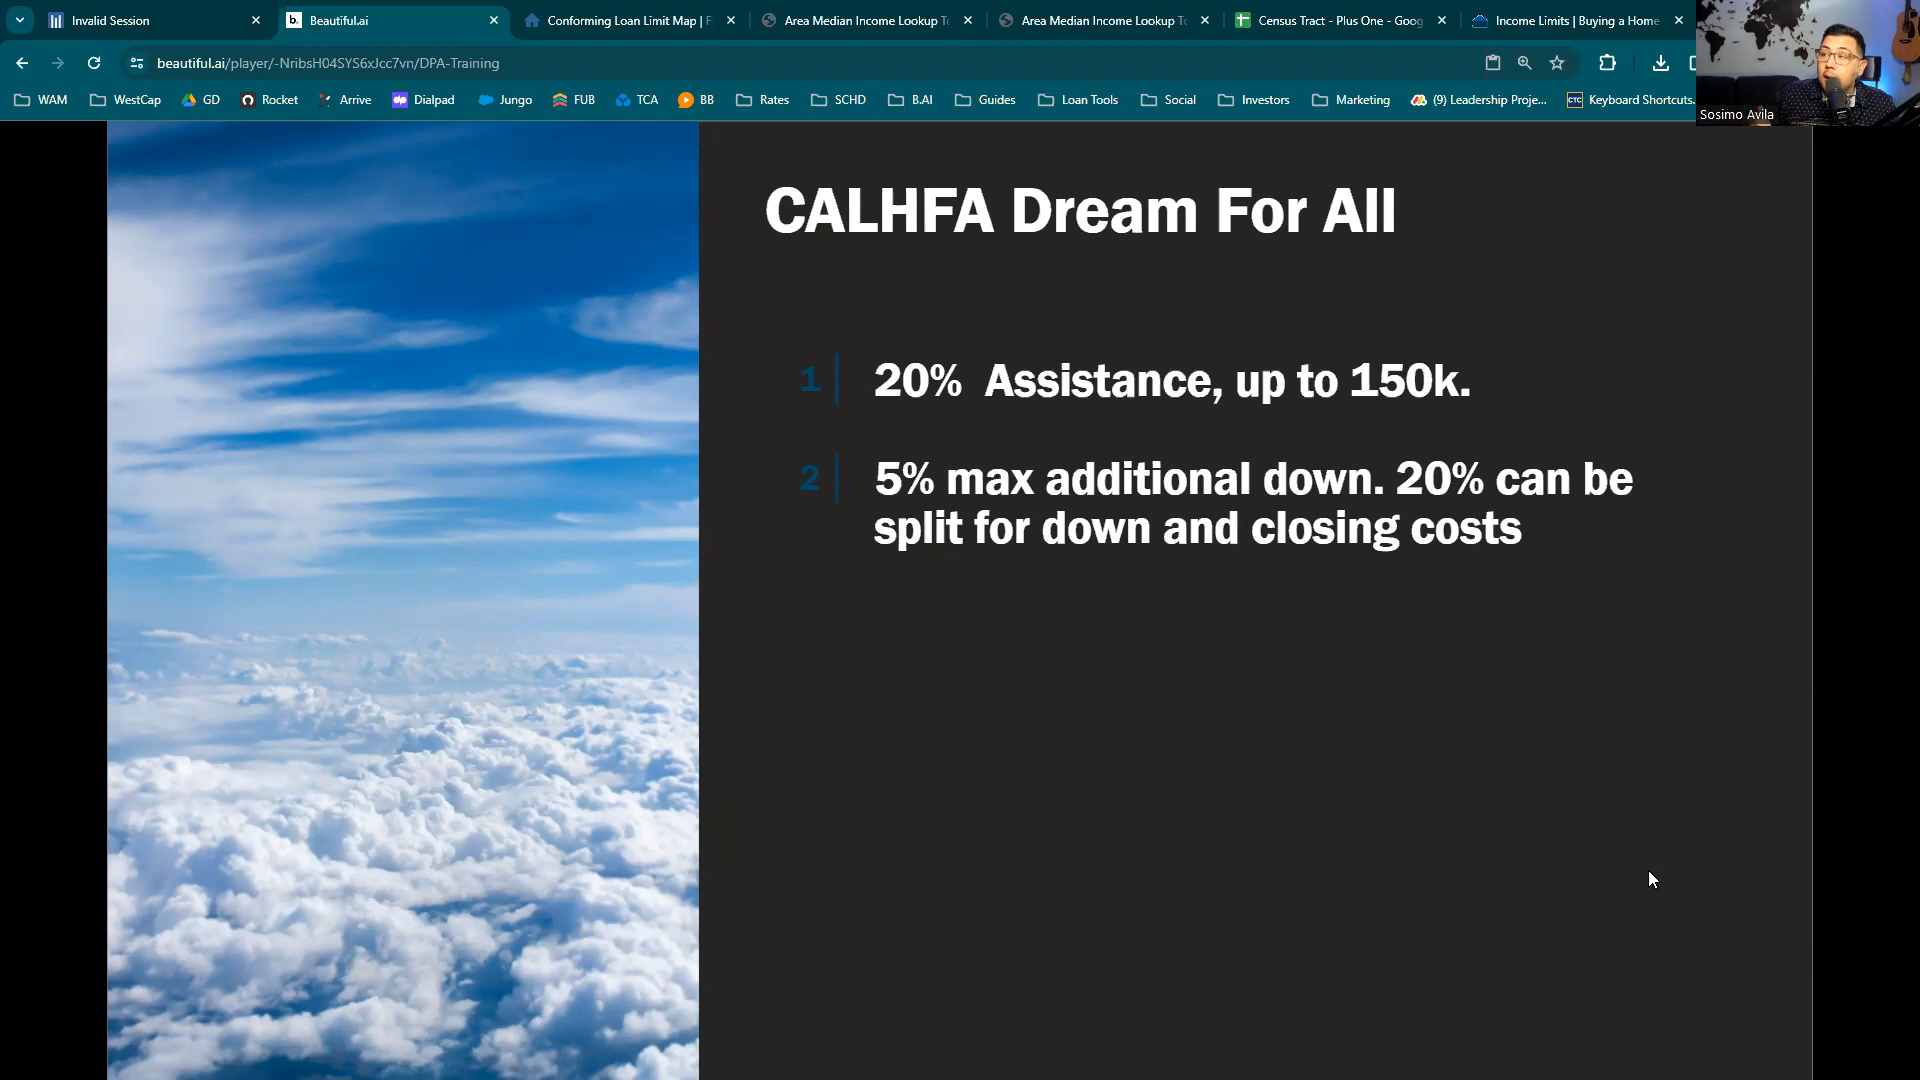 Invalid Session
b. Beautiful.ai
Conforming Loan Limit Map | F
Area Median Income Lookup To
Area Median Income Lookup To
Census Tract - Plus One - Goog
Income Limits | Buying a Home
beautiful.ai/player/-NribsH04SYS6xJcc7vn/DPA-Training
WAM
WestCap
GD
Rocket
Arrive
Dialpad
Jungo
FUB
TCA
BB
Rates
SCHD
B.AI
Guides
Loan Tools
Social
Investors
Marketing
(9) Leadership Proje...
CTC Keyboard Shortcuts.
Sosimo Avila
CALHFA Dream For All
1 20% Assistance, up to 150k.
2 5% max additional down. 20% can be
split for down and closing costs